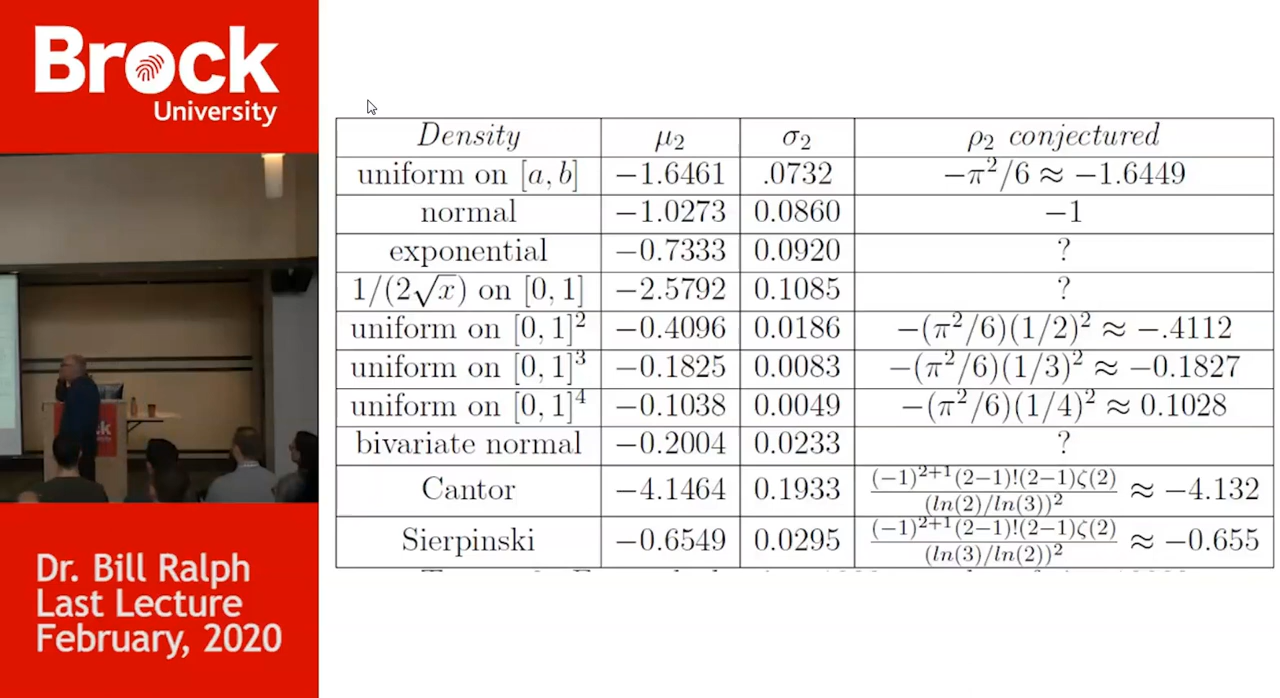 Brock
University
Density μ₂ σ₂ ρ₂ conjectured
uniform on [a, b] −1.6461 .0732 −π²/6 ≈ −1.6449
normal −1.0273 0.0860 −1
exponential −0.7333 0.0920 ?
1/(2√x) on [0, 1] −2.5792 0.1085 ?
uniform on [0, 1]² −0.4096 0.0186 −(π²/6)(1/2)² ≈ −.4112
uniform on [0, 1]³ −0.1825 0.0083 −(π²/6)(1/3)² ≈ −0.1827
uniform on [0, 1]⁴ −0.1038 0.0049 −(π²/6)(1/4)² ≈ 0.1028
bivariate normal −0.2004 0.0233 ?
Cantor −4.1464 0.1933 (−1)²⁺¹(2−1)!(2−1)ζ(2)/(ln(2)/ln(3))² ≈ −4.132
Sierpinski −0.6549 0.0295 (−1)²⁺¹(2−1)!(2−1)ζ(2)/(ln(3)/ln(2))² ≈ −0.655
Dr. Bill Ralph
Last Lecture
February, 2020